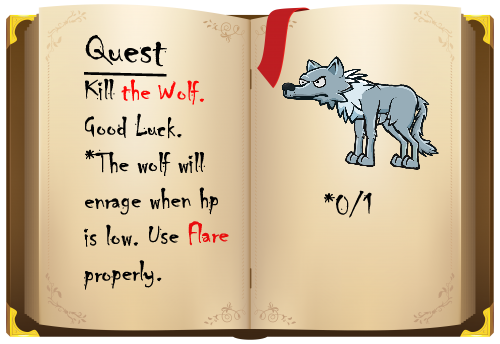 Quest
Kill the Wolf.
Good Luck.
*The wolf will
enrage when hp
is low. Use Flare
properly.
*0/1